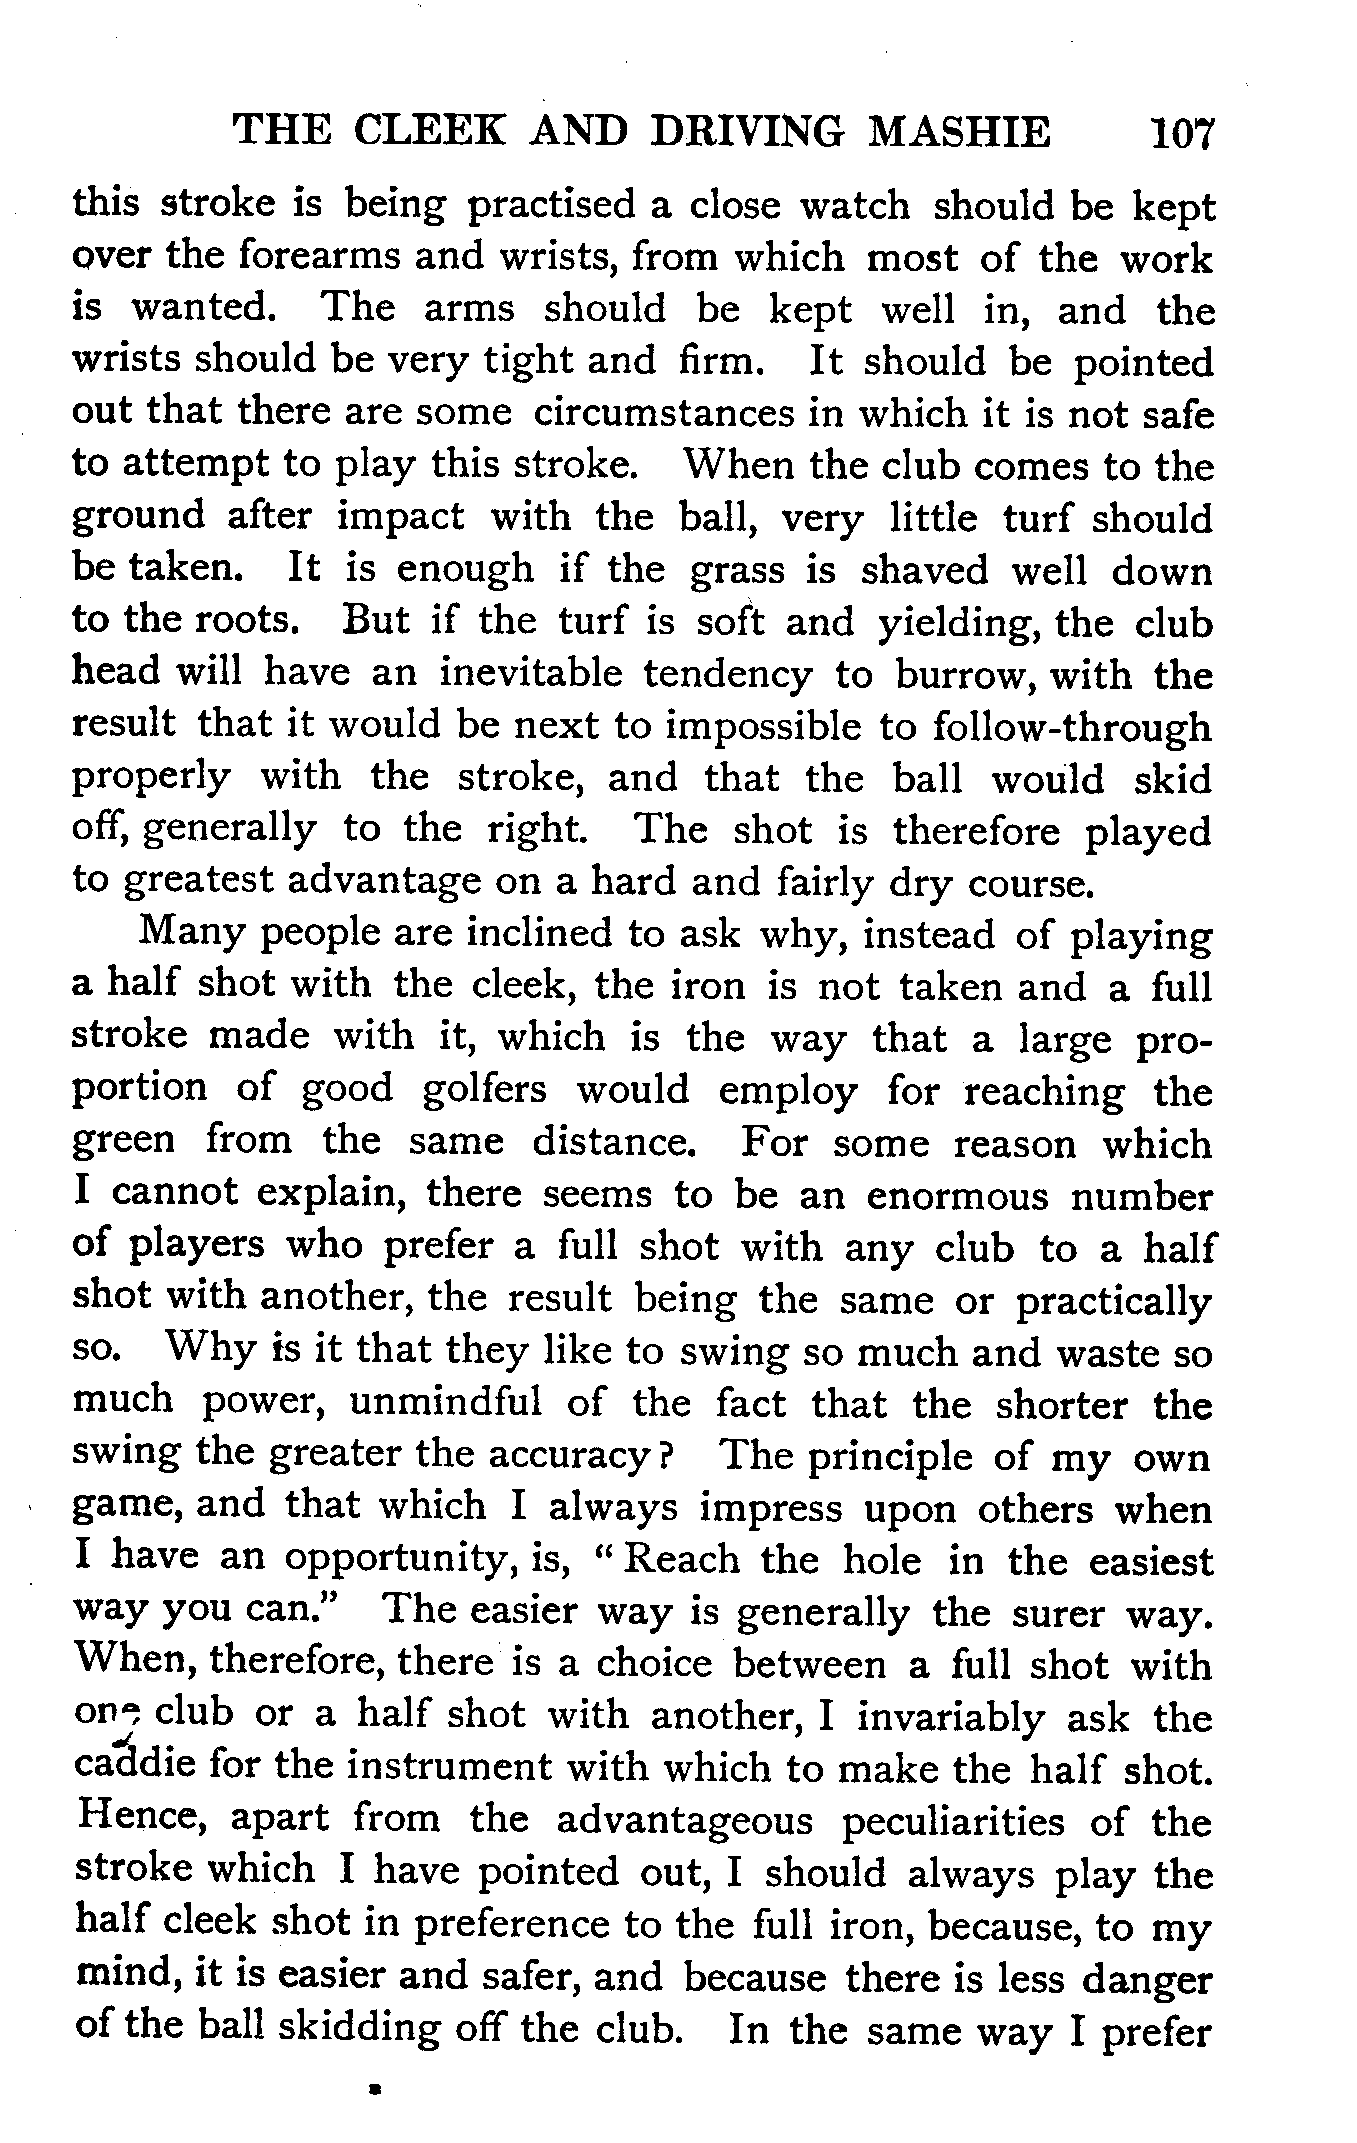 THE CLEEK AND DRIVING MASHIE 107
this stroke is being practised a close watch should be kept
over the forearms and wrists, from which most of the work
is wanted. The arms should be kept well in, and the
wrists should be very tight and firm. It should be pointed
out that there are some circumstances in which it is not safe
to attempt to play this stroke. When the club comes to the
ground after impact with the ball, very little turf should
be taken. It is enough if the grass is shaved well down
to the roots. But if the turf is soft and yielding, the club
head will have an inevitable tendency to burrow, with the
result that it would be next to impossible to follow-through
properly with the stroke, and that the ball would skid
off, generally to the right. The shot is therefore played
to greatest advantage on a hard and fairly dry course.
Many people are inclined to ask why, instead of playing
a half shot with the cleek, the iron is not taken and a full
stroke made with it, which is the way that a large pro-
portion of good golfers would employ for reaching the
green from the same distance. For some reason which
I cannot explain, there seems to be an enormous number
of players who prefer a full shot with any club to a half
shot with another, the result being the same or practically
so. Why is it that they like to swing so much and waste so
much power, unmindful of the fact that the shorter the
swing the greater the accuracy? The principle of my own
game, and that which I always impress upon others when
I have an opportunity, is, "Reach the hole in the easiest
way you can." The easier way is generally the surer way.
When, therefore, there is a choice between a full shot with
one club or a half shot with another, I invariably ask the
caddie for the instrument with which to make the half shot.
Hence, apart from the advantageous peculiarities of the
stroke which I have pointed out, I should always play the
half cleek shot in preference to the full iron, because, to my
mind, it is easier and safer, and because there is less danger
of the ball skidding off the club. In the same way I prefer